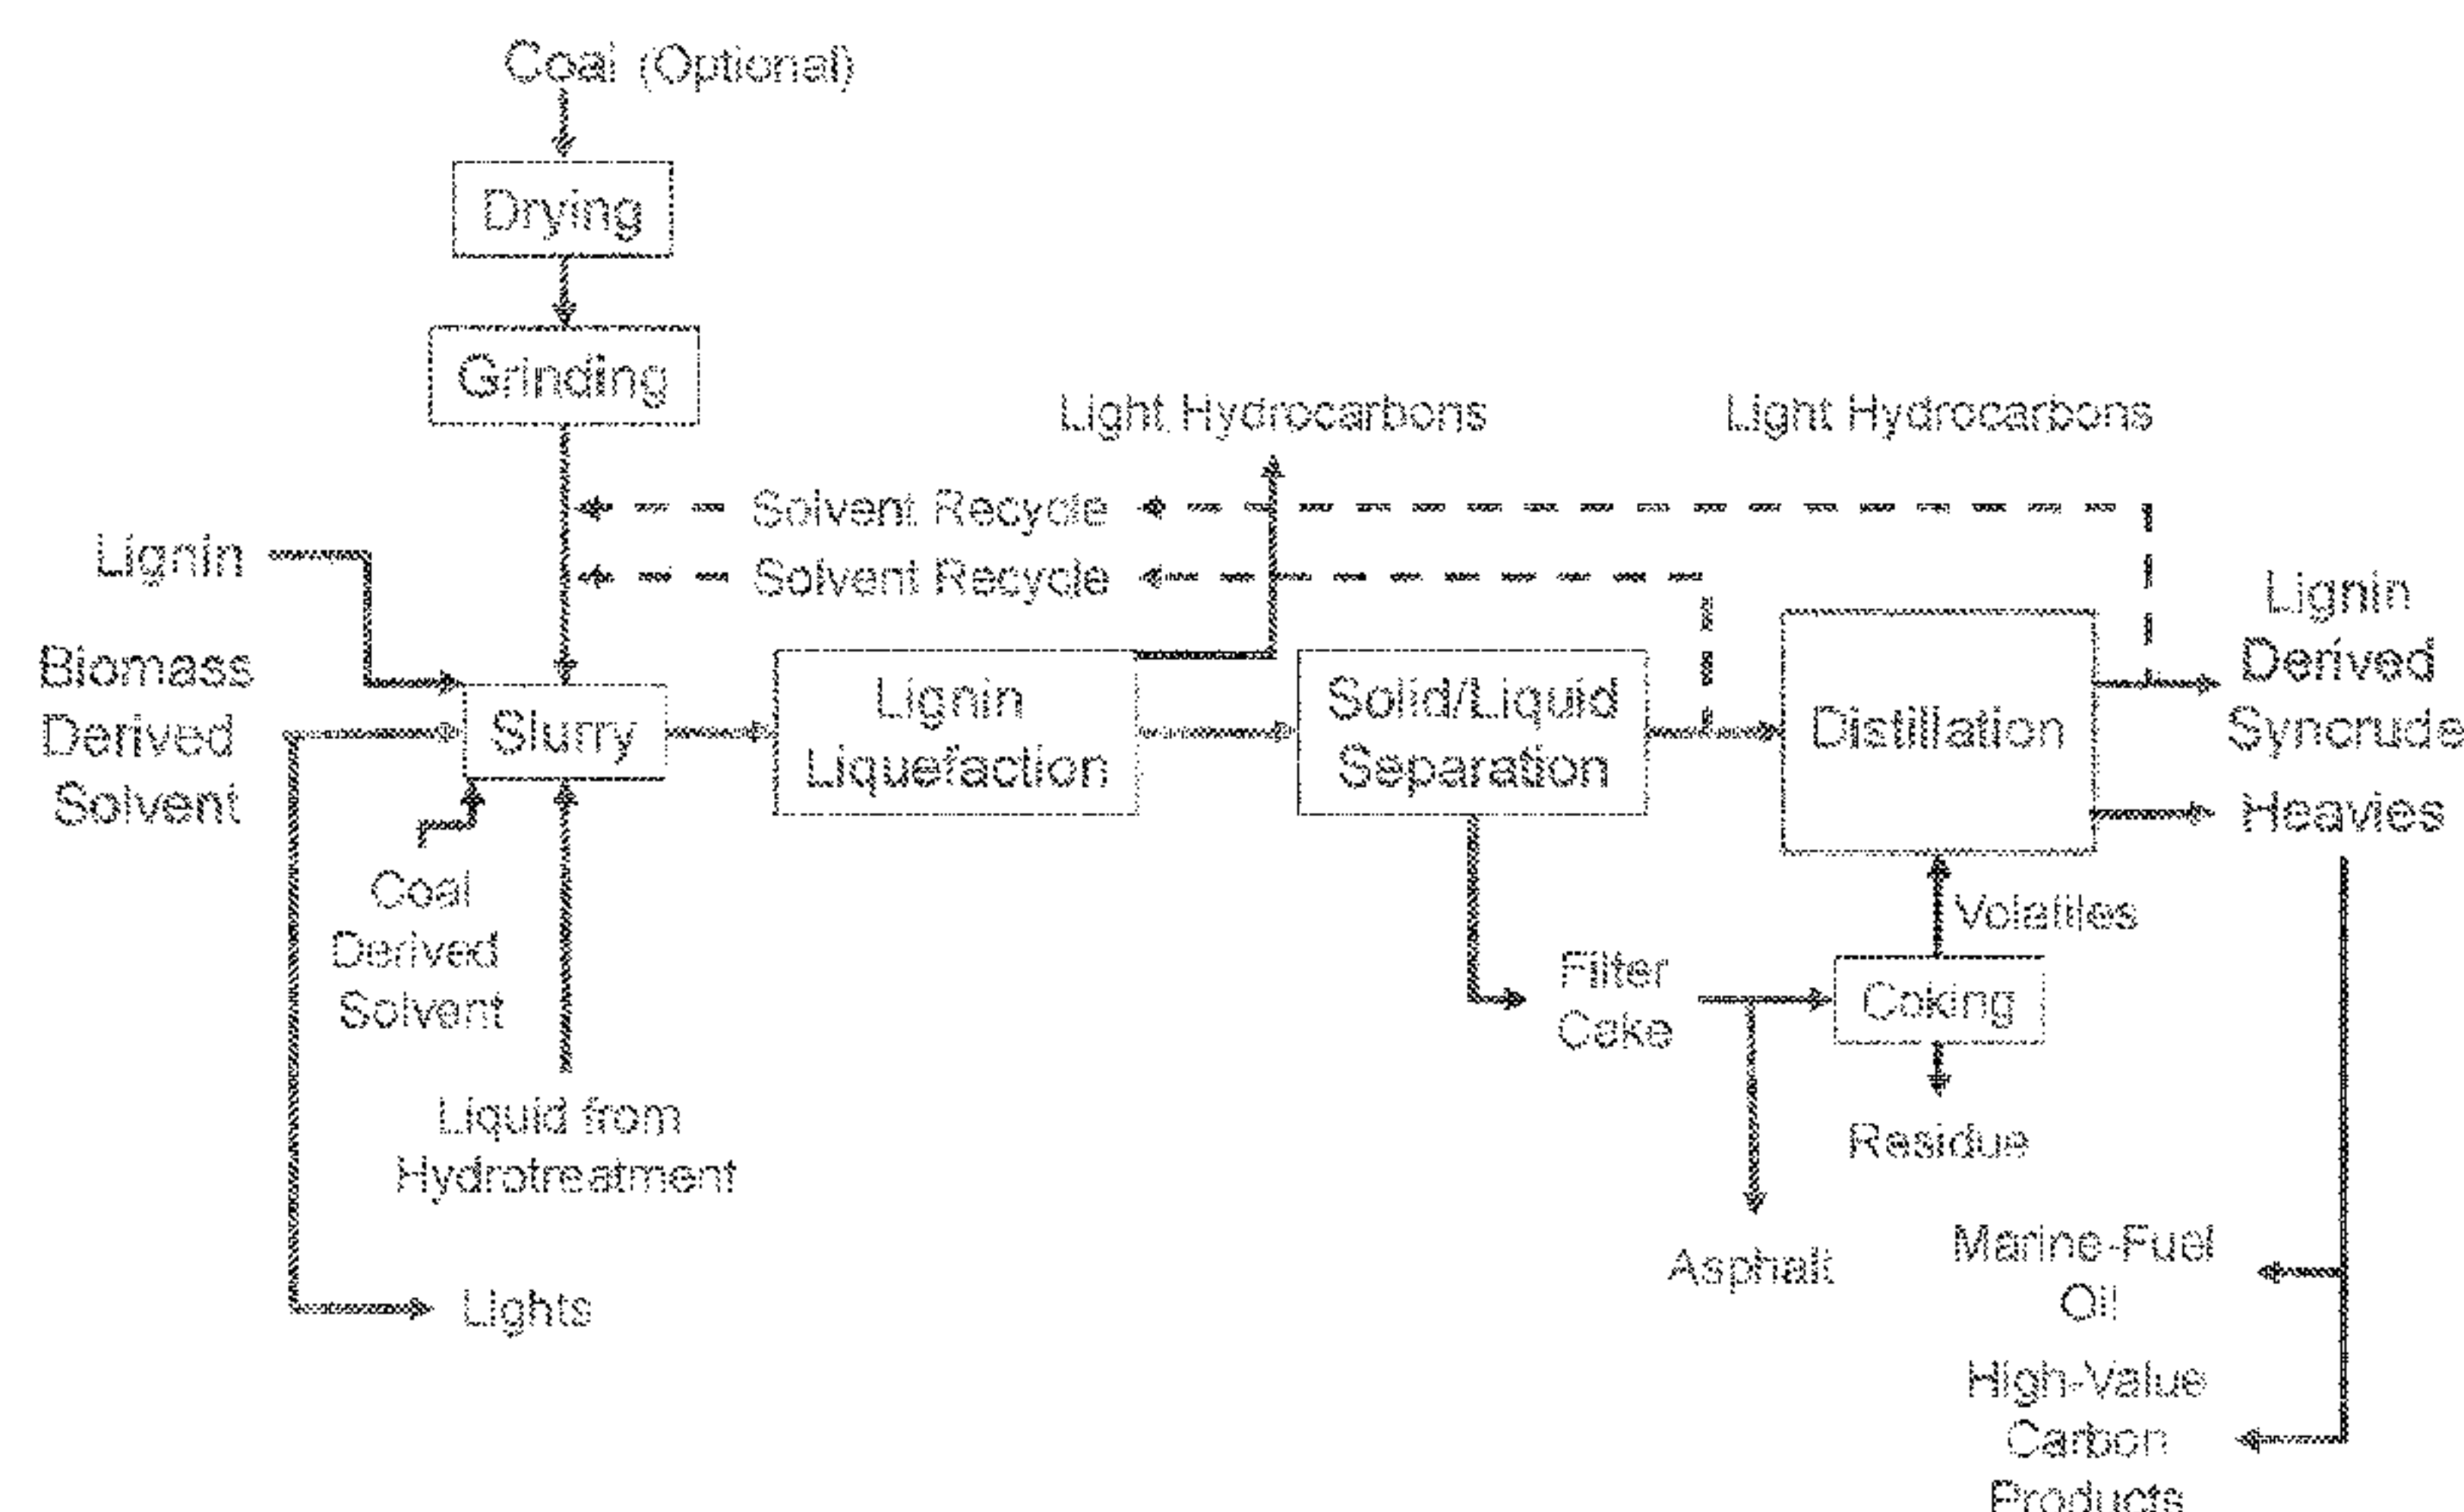 Coal (Optional)
Drying
Grinding
Light Hydrocarbons
Light Hydrocarbons
Solvent Recycle
Solvent Recycle
Lignin
Biomass
Derived
Solvent
Slurry
Lignin
Liquefaction
Solid/Liquid
Separation
Distillation
Lignin
Derived
Syncrude
Heavies
Coal
Derived
Solvent
Volatiles
Filter
Cake
Coking
Liquid from
Hydrotreatment
Residue
Lights
Asphalt
Marine-Fuel
Oil
High-Value
Carbon
Products